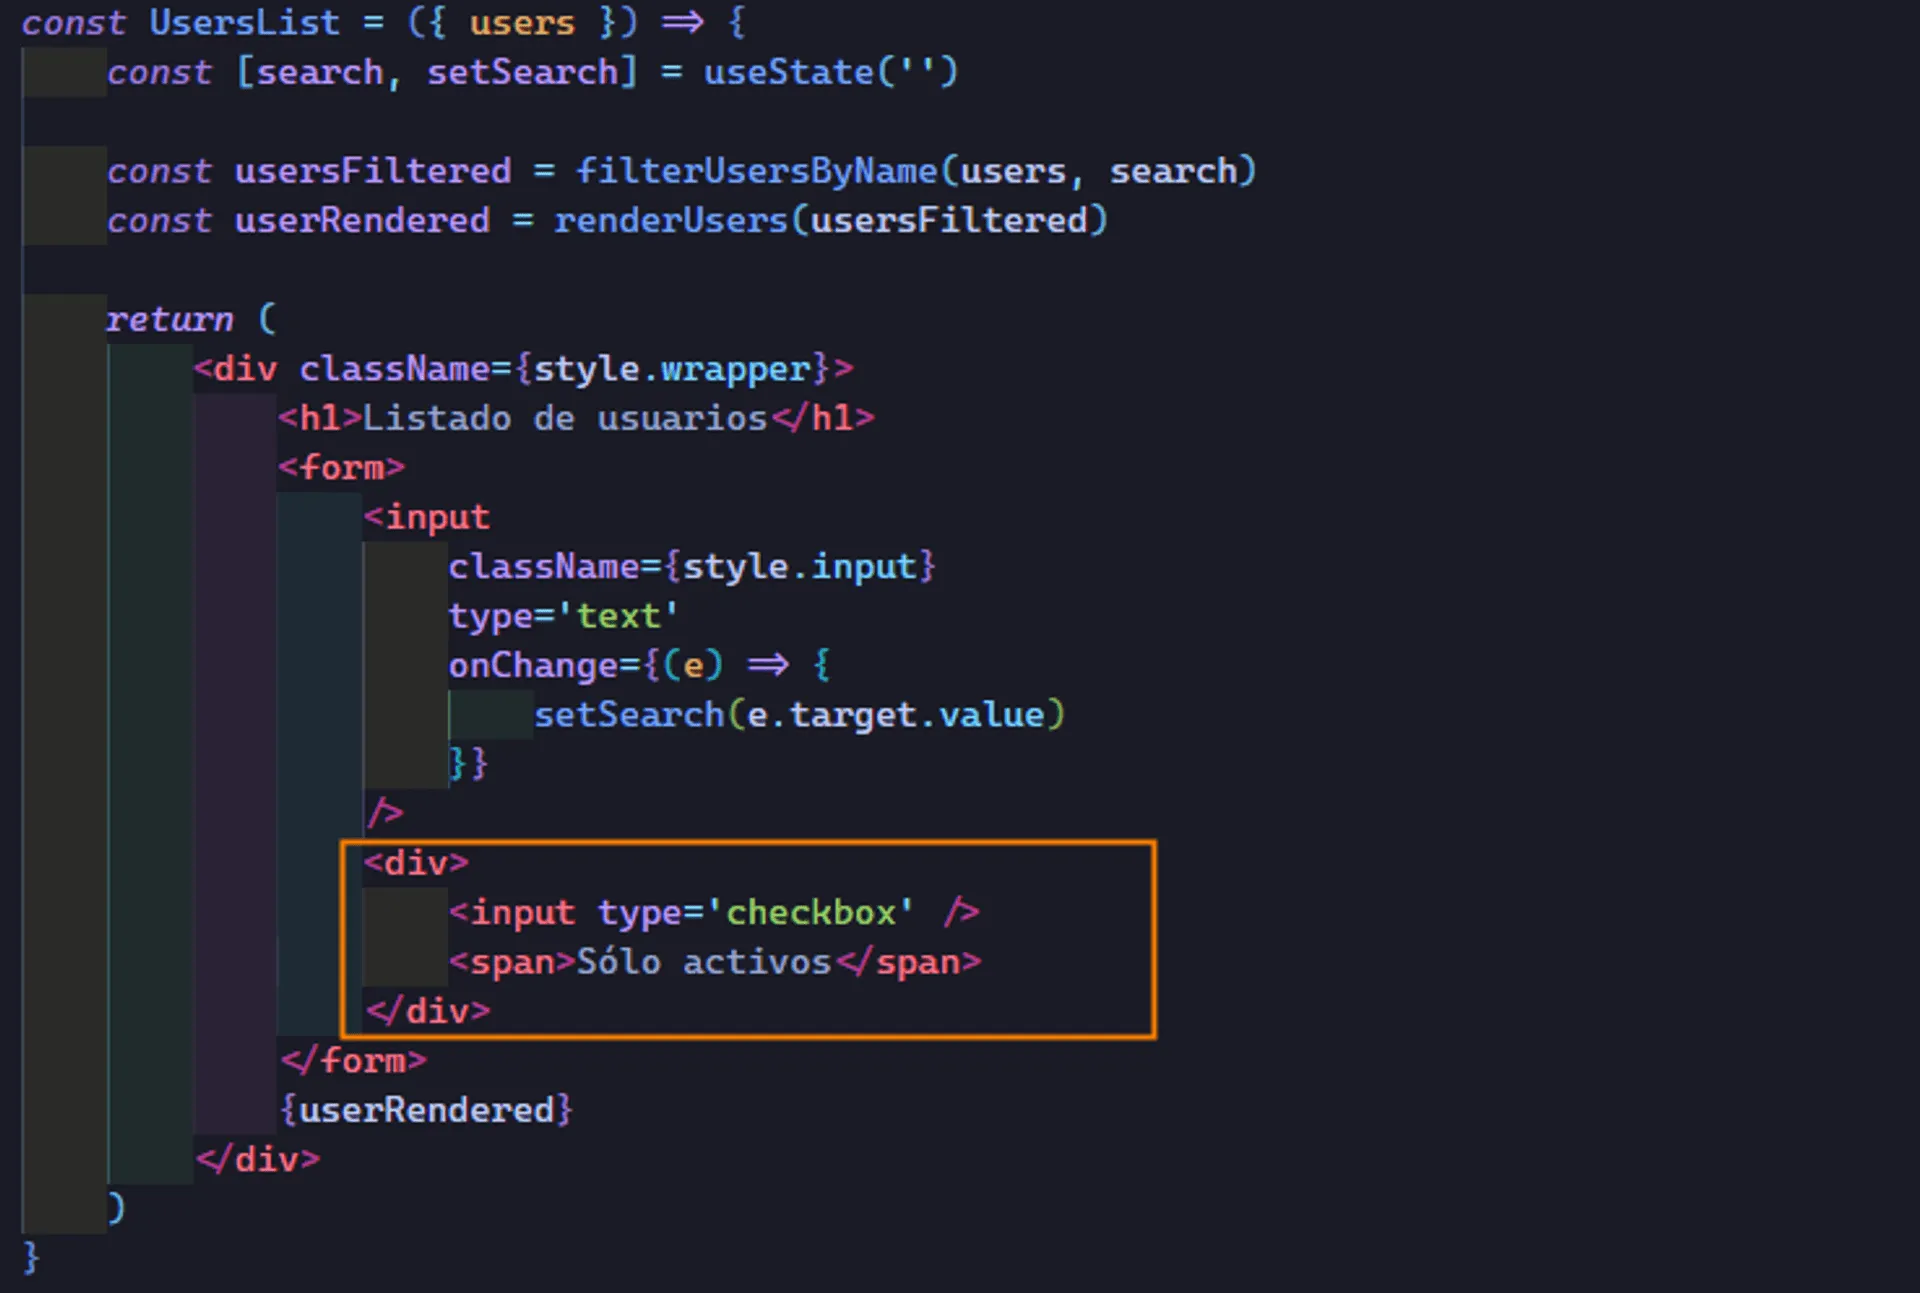 const UsersList = ({ users }) => {
const [search, setSearch] = useState('')
const usersFiltered = filterUsersByName(users, search)
const userRendered = renderUsers(usersFiltered)
return (
<div className={style.wrapper}>
<h1>Listado de usuarios</h1>
<form>
<input
className={style.input}
type='text'
onChange={(e) => {
setSearch(e.target.value)
}}
/>
<div>
<input type='checkbox' />
<span>Sólo activos</span>
</div>
</form>
{userRendered}
</div>
)
}